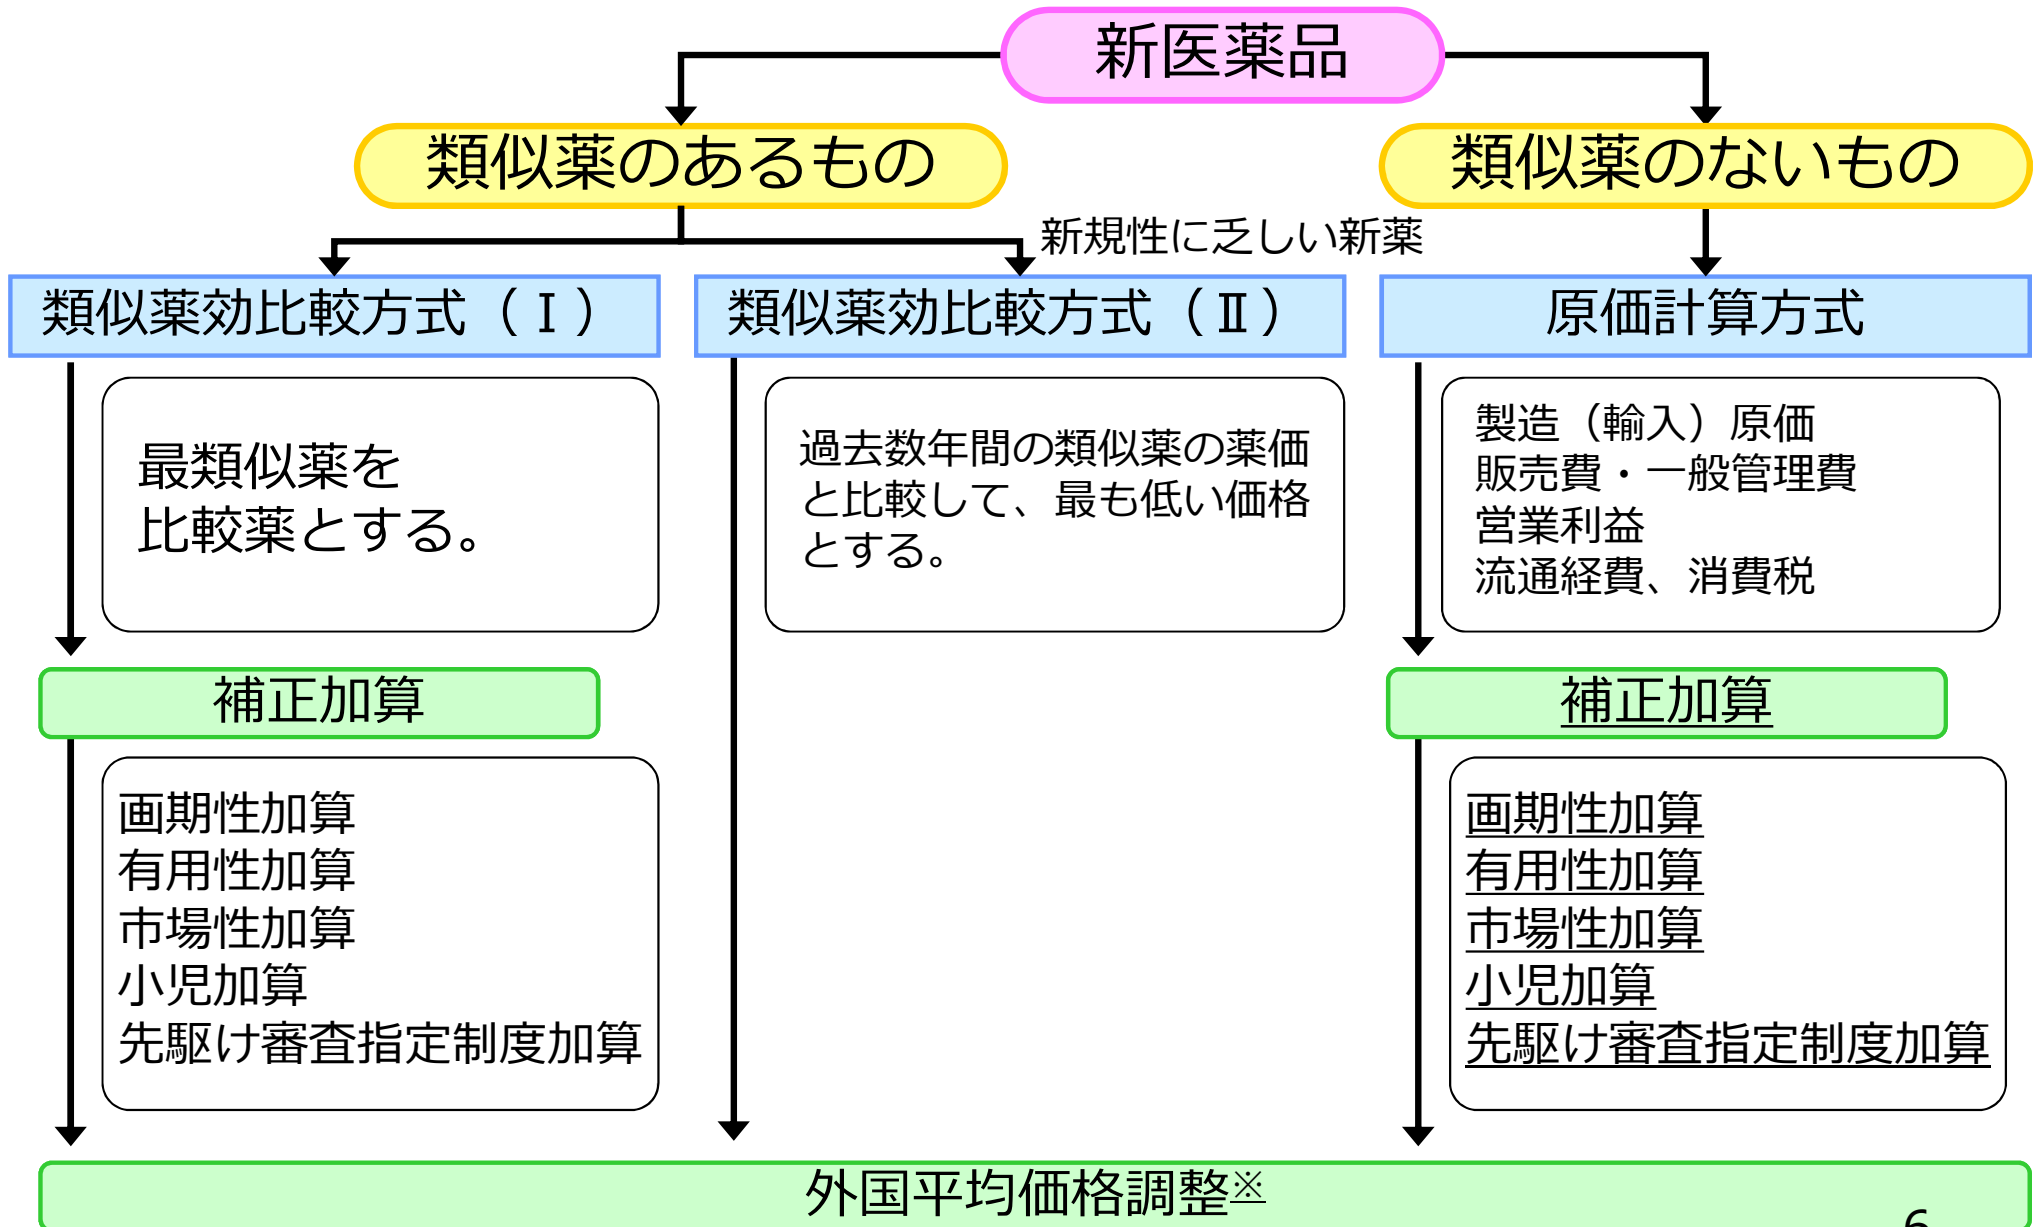 新医薬品
類似薬のあるもの
類似薬のないもの
新規性に乏しい新薬
類似薬効比較方式（Ⅰ）
類似薬効比較方式（Ⅱ）
原価計算方式
最類似薬を
比較薬とする。
過去数年間の類似薬の薬価
と比較して、最も低い価格
とする。
製造（輸入）原価
販売費・一般管理費
営業利益
流通経費、消費税
補正加算
補正加算
画期性加算
有用性加算
市場性加算
小児加算
先駆け審査指定制度加算
画期性加算
有用性加算
市場性加算
小児加算
先駆け審査指定制度加算
外国平均価格調整※
6